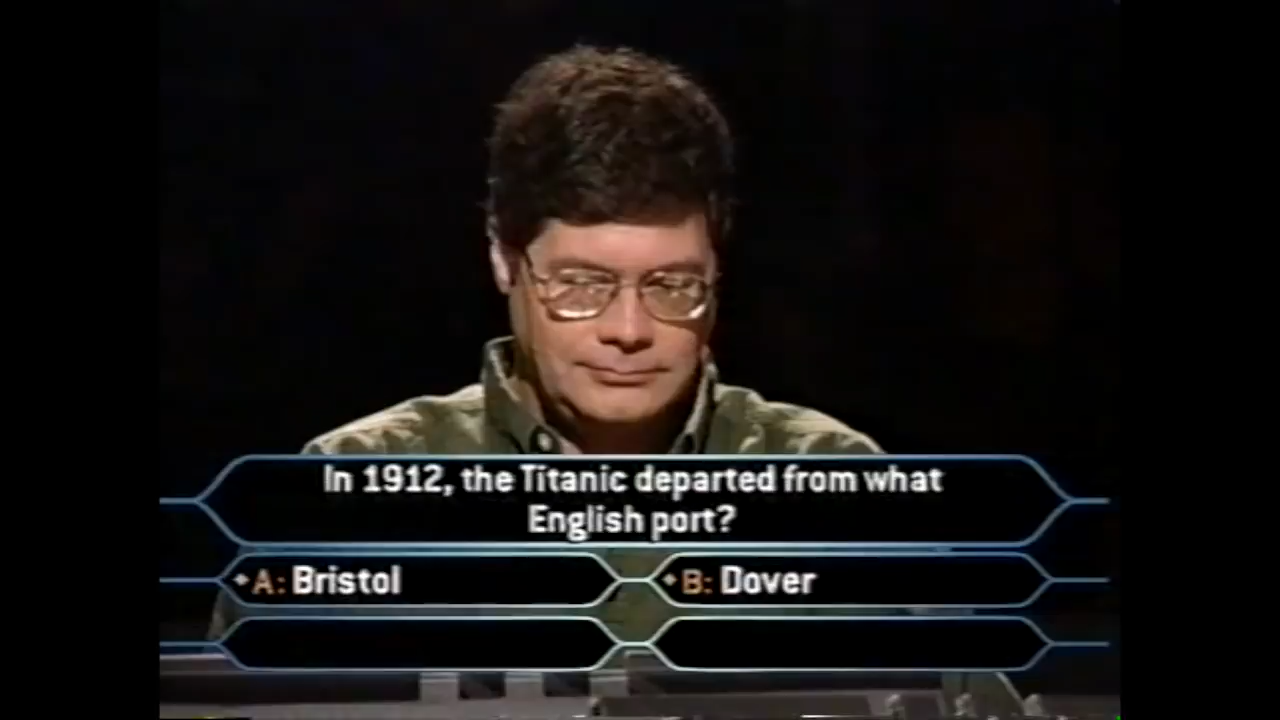 In 1912, the Titanic departed from what
English port?
A: Bristol
B: Dover